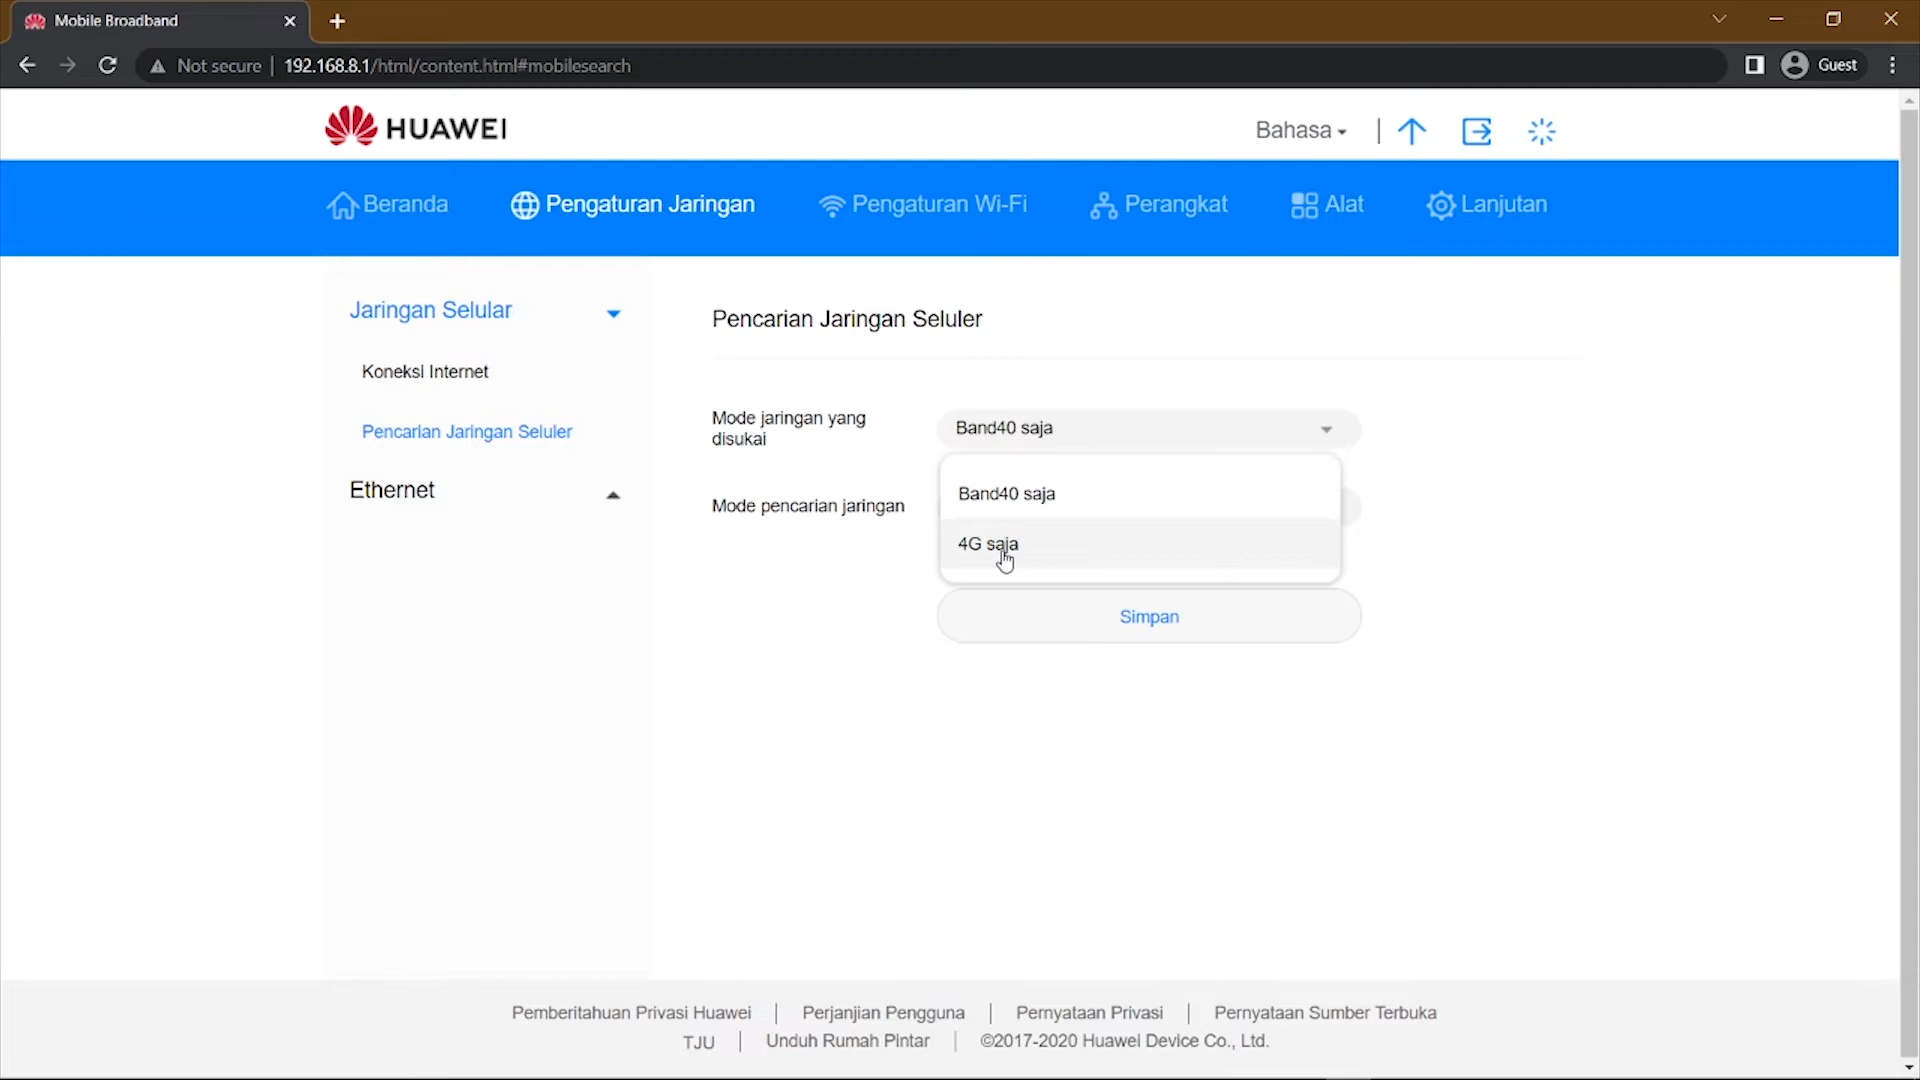 Mobile Broadband
Not secure
192.168.8.1/html/content.html#mobilesearch
Guest
HUAWEI
Bahasa
Beranda
Pengaturan Jaringan
Pengaturan Wi-Fi
Perangkat
Alat
Lanjutan
Jaringan Selular
Koneksi Internet
Pencarian Jaringan Seluler
Ethernet
Pencarian Jaringan Seluler
Mode jaringan yang
disukai
Band40 saja
Band40 saja
4G saja
Mode pencarian jaringan
Simpan
Pemberitahuan Privasi Huawei | Perjanjian Pengguna | Pernyataan Privasi | Pernyataan Sumber Terbuka
TJU | Unduh Rumah Pintar | ©2017-2020 Huawei Device Co., Ltd.